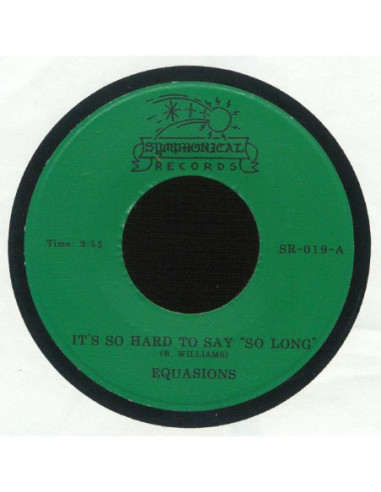 SYMPHONICAL
RECORDS
Time: 3:55
SR-019-A
IT'S SO HARD TO SAY "SO LONG"
(R. WILLIAMS)
EQUASIONS